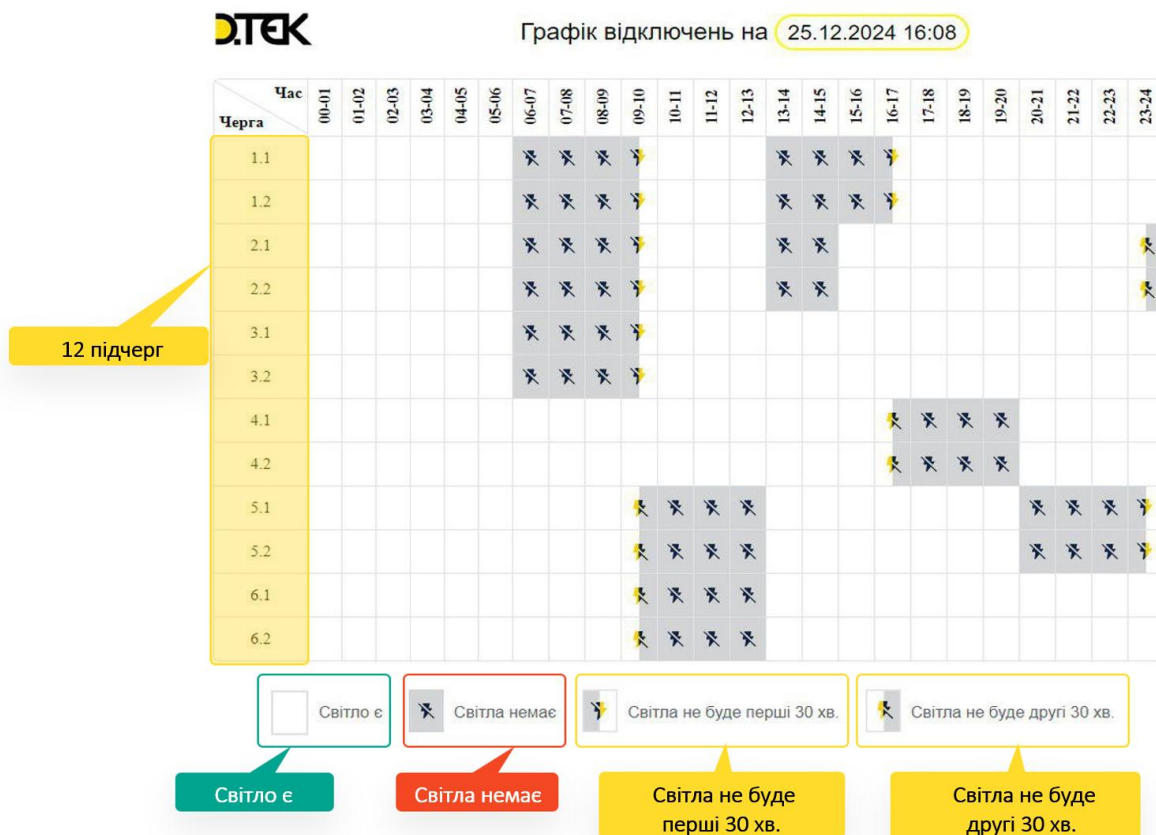 DTEK
Графік відключень на 25.12.2024 16:08
Час
Черга
00-01 01-02 02-03 03-04 04-05 05-06 06-07 07-08 08-09 09-10 10-11 11-12 12-13 13-14 14-15 15-16 16-17 17-18 18-19 19-20 20-21 21-22 22-23 23-24
1.1
1.2
2.1
2.2
3.1
3.2
4.1
4.2
5.1
5.2
6.1
6.2
12 підчерг
Світло є Світла немає Світла не буде перші 30 хв. Світла не буде другі 30 хв.
Світло є
Світла немає
Світла не буде
перші 30 хв.
Світла не буде
другі 30 хв.